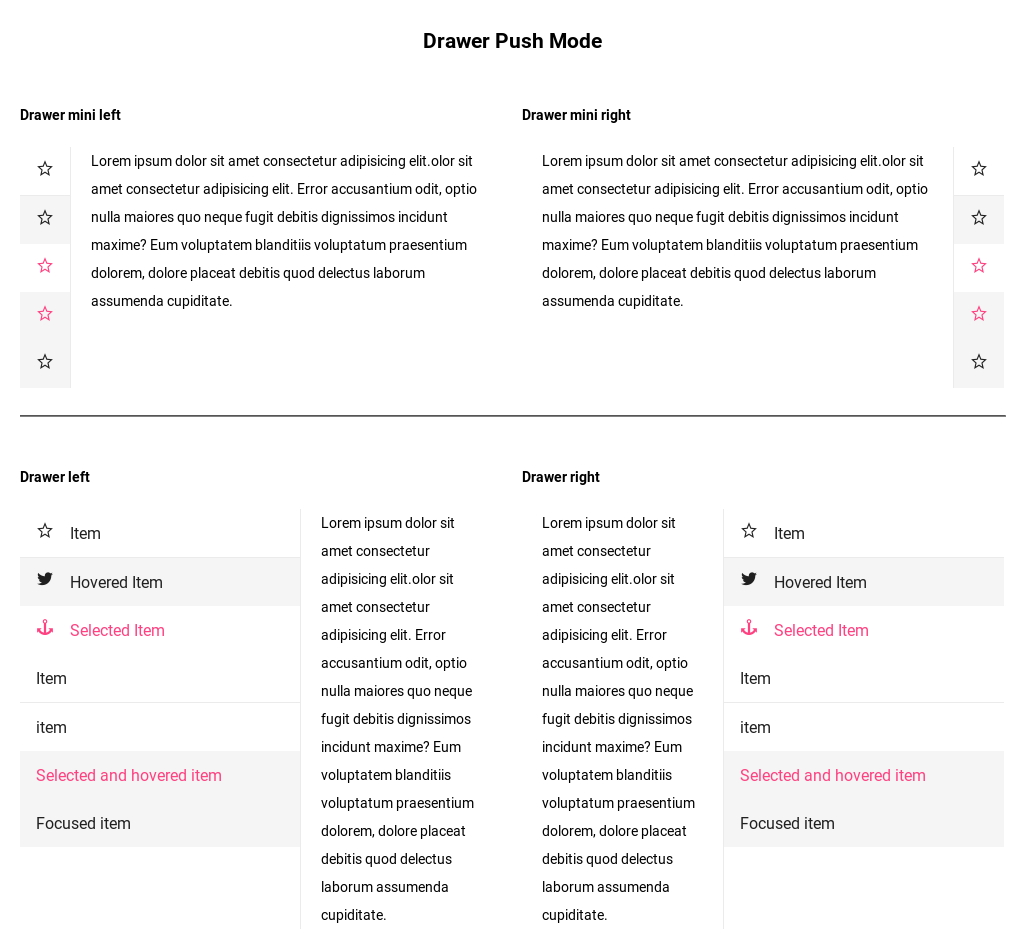 Drawer Push Mode
Drawer mini left
Lorem ipsum dolor sit amet consectetur adipisicing elit.olor sit
amet consectetur adipisicing elit. Error accusantium odit, optio
nulla maiores quo neque fugit debitis dignissimos incidunt
maxime? Eum voluptatem blanditiis voluptatum praesentium
dolorem, dolore placeat debitis quod delectus laborum
assumenda cupiditate.
Drawer mini right
Lorem ipsum dolor sit amet consectetur adipisicing elit.olor sit
amet consectetur adipisicing elit. Error accusantium odit, optio
nulla maiores quo neque fugit debitis dignissimos incidunt
maxime? Eum voluptatem blanditiis voluptatum praesentium
dolorem, dolore placeat debitis quod delectus laborum
assumenda cupiditate.
Drawer left
Item
Hovered Item
Selected Item
Item
item
Selected and hovered item
Focused item
Lorem ipsum dolor sit
amet consectetur
adipisicing elit.olor sit
amet consectetur
adipisicing elit. Error
accusantium odit, optio
nulla maiores quo neque
fugit debitis dignissimos
incidunt maxime? Eum
voluptatem blanditiis
voluptatum praesentium
dolorem, dolore placeat
debitis quod delectus
laborum assumenda
cupiditate.
Drawer right
Lorem ipsum dolor sit
amet consectetur
adipisicing elit.olor sit
amet consectetur
adipisicing elit. Error
accusantium odit, optio
nulla maiores quo neque
fugit debitis dignissimos
incidunt maxime? Eum
voluptatem blanditiis
voluptatum praesentium
dolorem, dolore placeat
debitis quod delectus
laborum assumenda
cupiditate.
Item
Hovered Item
Selected Item
Item
item
Selected and hovered item
Focused item